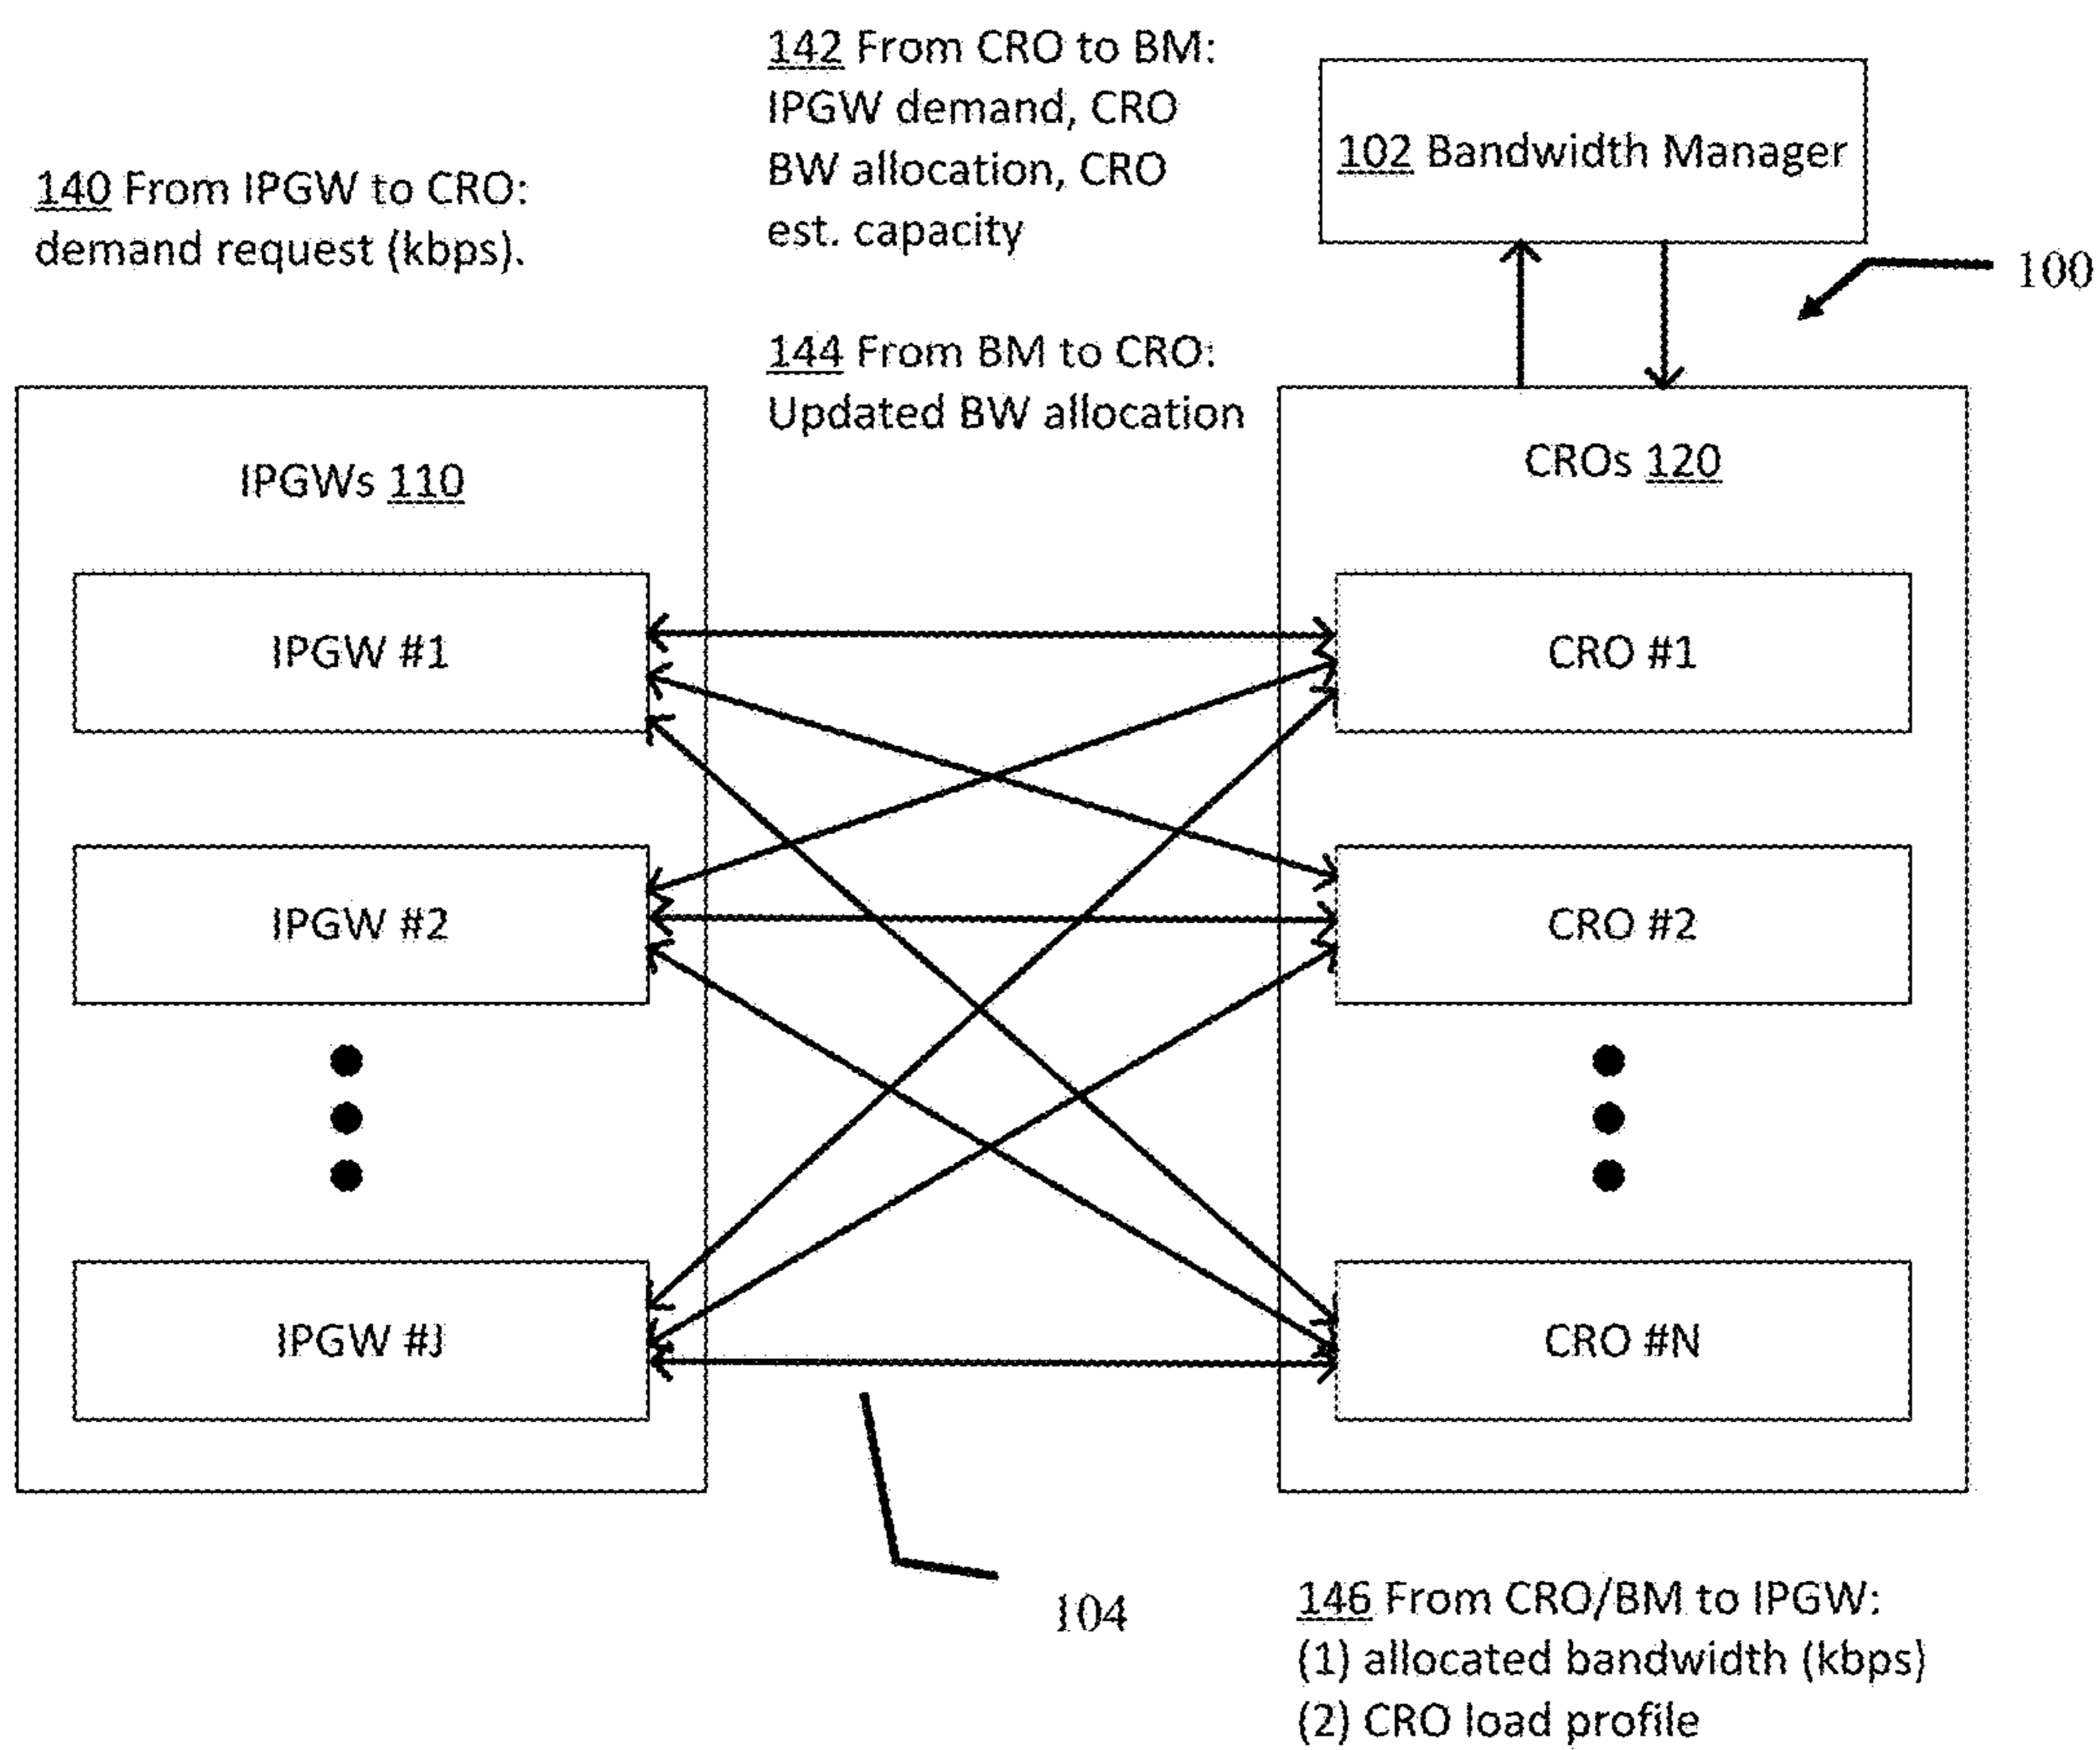 142 From CRO to BM:
IPGW demand, CRO
BW allocation, CRO
est. capacity
102 Bandwidth Manager
140 From IPGW to CRO:
demand request (kbps).
100
144 From BM to CRO:
Updated BW allocation
IPGWs 110
CROs 120
IPGW #1
CRO #1
IPGW #2
CRO #2
IPGW #J
CRO #N
104
146 From CRO/BM to IPGW:
(1) allocated bandwidth (kbps)
(2) CRO load profile